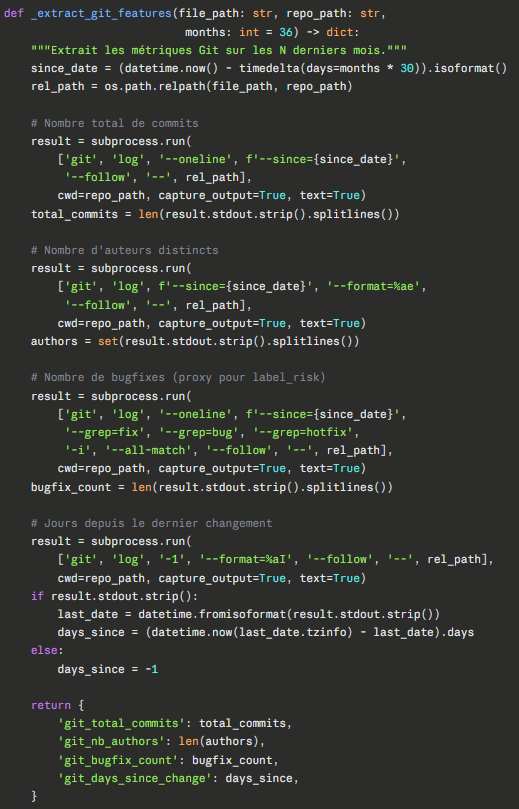 def _extract_git_features(file_path: str, repo_path: str,
                          months: int = 36) -> dict:
    """Extrait les métriques Git sur les N derniers mois."""
    since_date = (datetime.now() - timedelta(days=months * 30)).isoformat()
    rel_path = os.path.relpath(file_path, repo_path)

    # Nombre total de commits
    result = subprocess.run(
        ['git', 'log', '--oneline', f'--since={since_date}',
         '--follow', '--', rel_path],
        cwd=repo_path, capture_output=True, text=True)
    total_commits = len(result.stdout.strip().splitlines())

    # Nombre d'auteurs distincts
    result = subprocess.run(
        ['git', 'log', f'--since={since_date}', '--format=%ae',
         '--follow', '--', rel_path],
        cwd=repo_path, capture_output=True, text=True)
    authors = set(result.stdout.strip().splitlines())

    # Nombre de bugfixes (proxy pour label_risk)
    result = subprocess.run(
        ['git', 'log', '--oneline', f'--since={since_date}',
         '--grep=fix', '--grep=bug', '--grep=hotfix',
         '-i', '--all-match', '--follow', '--', rel_path],
        cwd=repo_path, capture_output=True, text=True)
    bugfix_count = len(result.stdout.strip().splitlines())

    # Jours depuis le dernier changement
    result = subprocess.run(
        ['git', 'log', '-1', '--format=%aI', '--follow', '--', rel_path],
        cwd=repo_path, capture_output=True, text=True)
    if result.stdout.strip():
        last_date = datetime.fromisoformat(result.stdout.strip())
        days_since = (datetime.now(last_date.tzinfo) - last_date).days
    else:
        days_since = -1

    return {
        'git_total_commits': total_commits,
        'git_nb_authors': len(authors),
        'git_bugfix_count': bugfix_count,
        'git_days_since_change': days_since,
    }